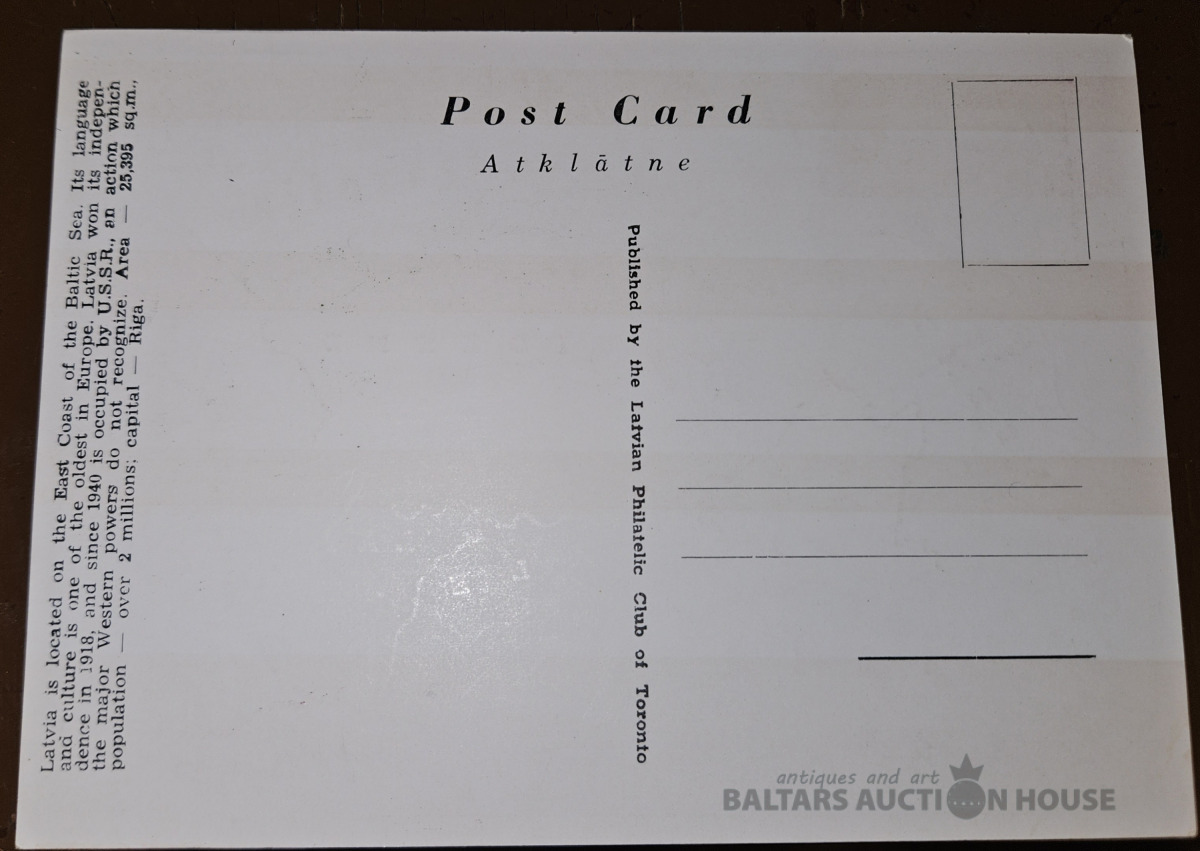 Post Card
Atklātne
Latvia is located on the East Coast of the Baltic Sea. Its language
and culture is one of the oldest in Europe. Latvia won its indepen-
dence in 1918, and since 1940 is occupied by U.S.S.R., an action which
the major Western powers do not recognize. Area — 25,395 sq.m.,
population — over 2 millions; capital — Riga.
Published by the Latvian Philatelic Club of Toronto
antiques and art
BALTARS AUCTION HOUSE